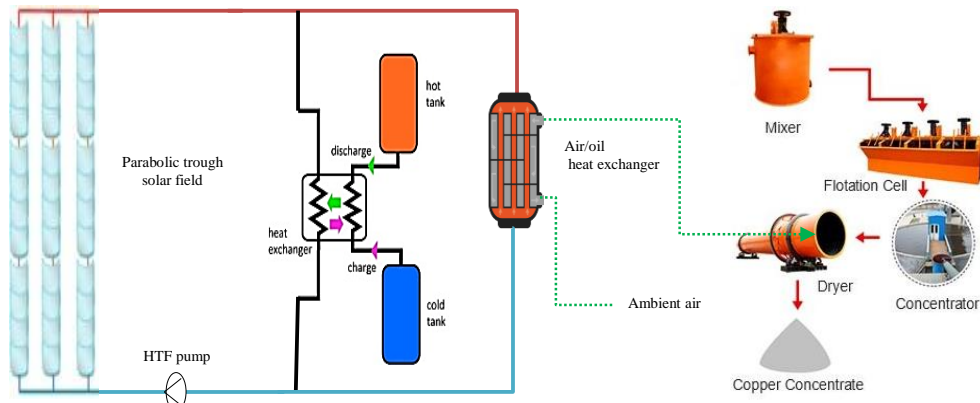 Parabolic trough
solar field
HTF pump
hot
tank
discharge
heat
exchanger
charge
cold
tank
Air/oil
heat exchanger
Ambient air
Mixer
Flotation Cell
Concentrator
Dryer
Copper Concentrate